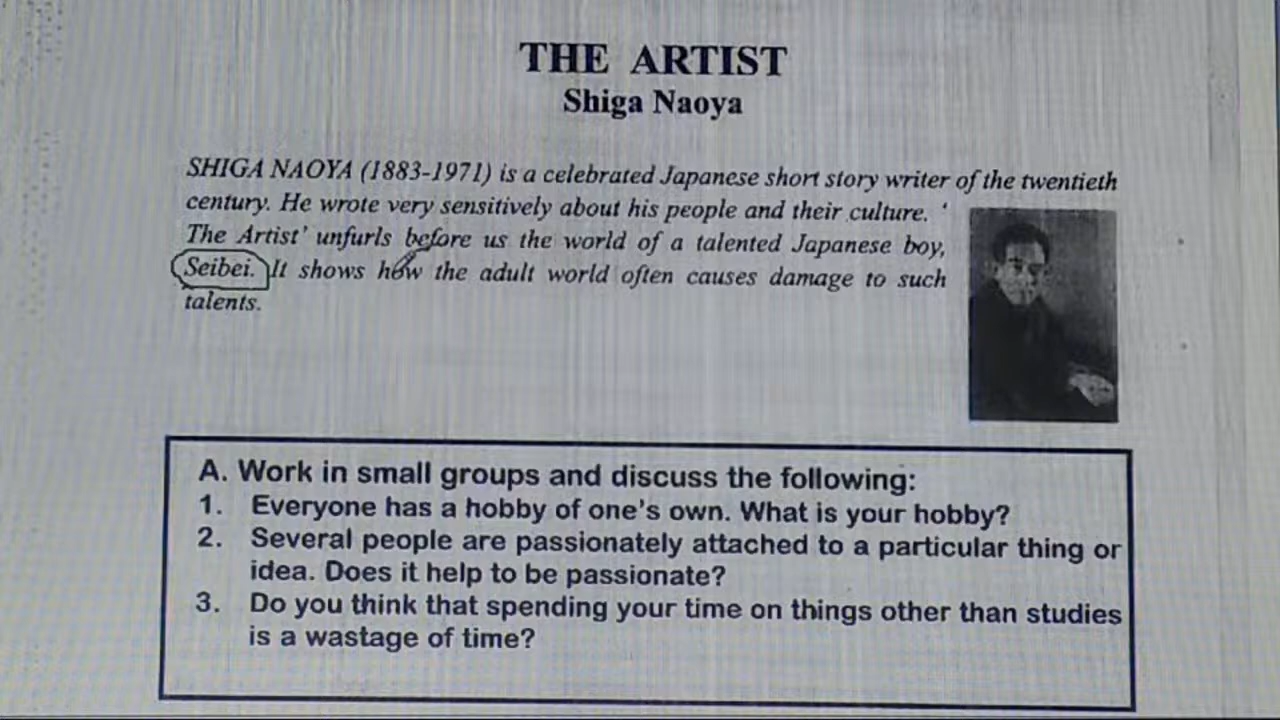 THE ARTIST
Shiga Naoya
SHIGA NAOYA (1883-1971) is a celebrated Japanese short story writer of the twentieth
century. He wrote very sensitively about his people and their culture. ‘
The Artist’ unfurls before us the world of a talented Japanese boy,
Seibei. It shows how the adult world often causes damage to such
talents.
A. Work in small groups and discuss the following:
1. Everyone has a hobby of one’s own. What is your hobby?
2. Several people are passionately attached to a particular thing or
idea. Does it help to be passionate?
3. Do you think that spending your time on things other than studies
is a wastage of time?